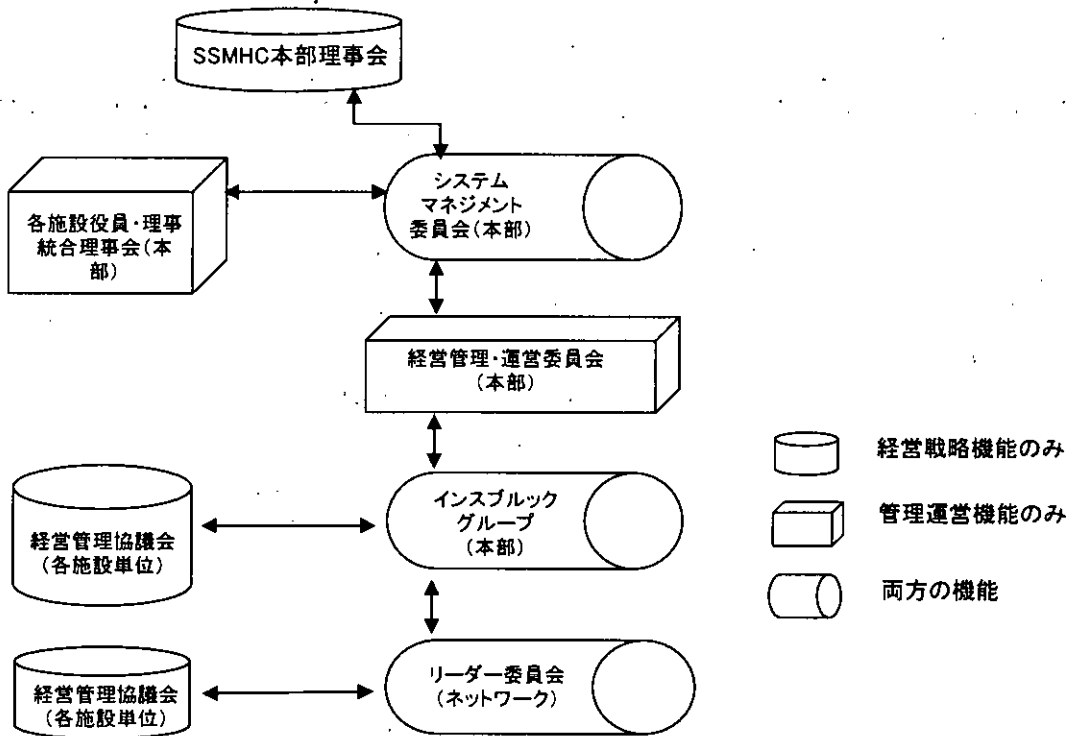 SSMHC本部理事会
システム
マネジメント
委員会(本部)
各施設役員・理事
統合理事会(本
部)
経営管理・運営委員会
(本部)
インスブルック
グループ
(本部)
経営管理協議会
(各施設単位)
リーダー委員会
(ネットワーク)
経営管理協議会
(各施設単位)
経営戦略機能のみ
管理運営機能のみ
両方の機能